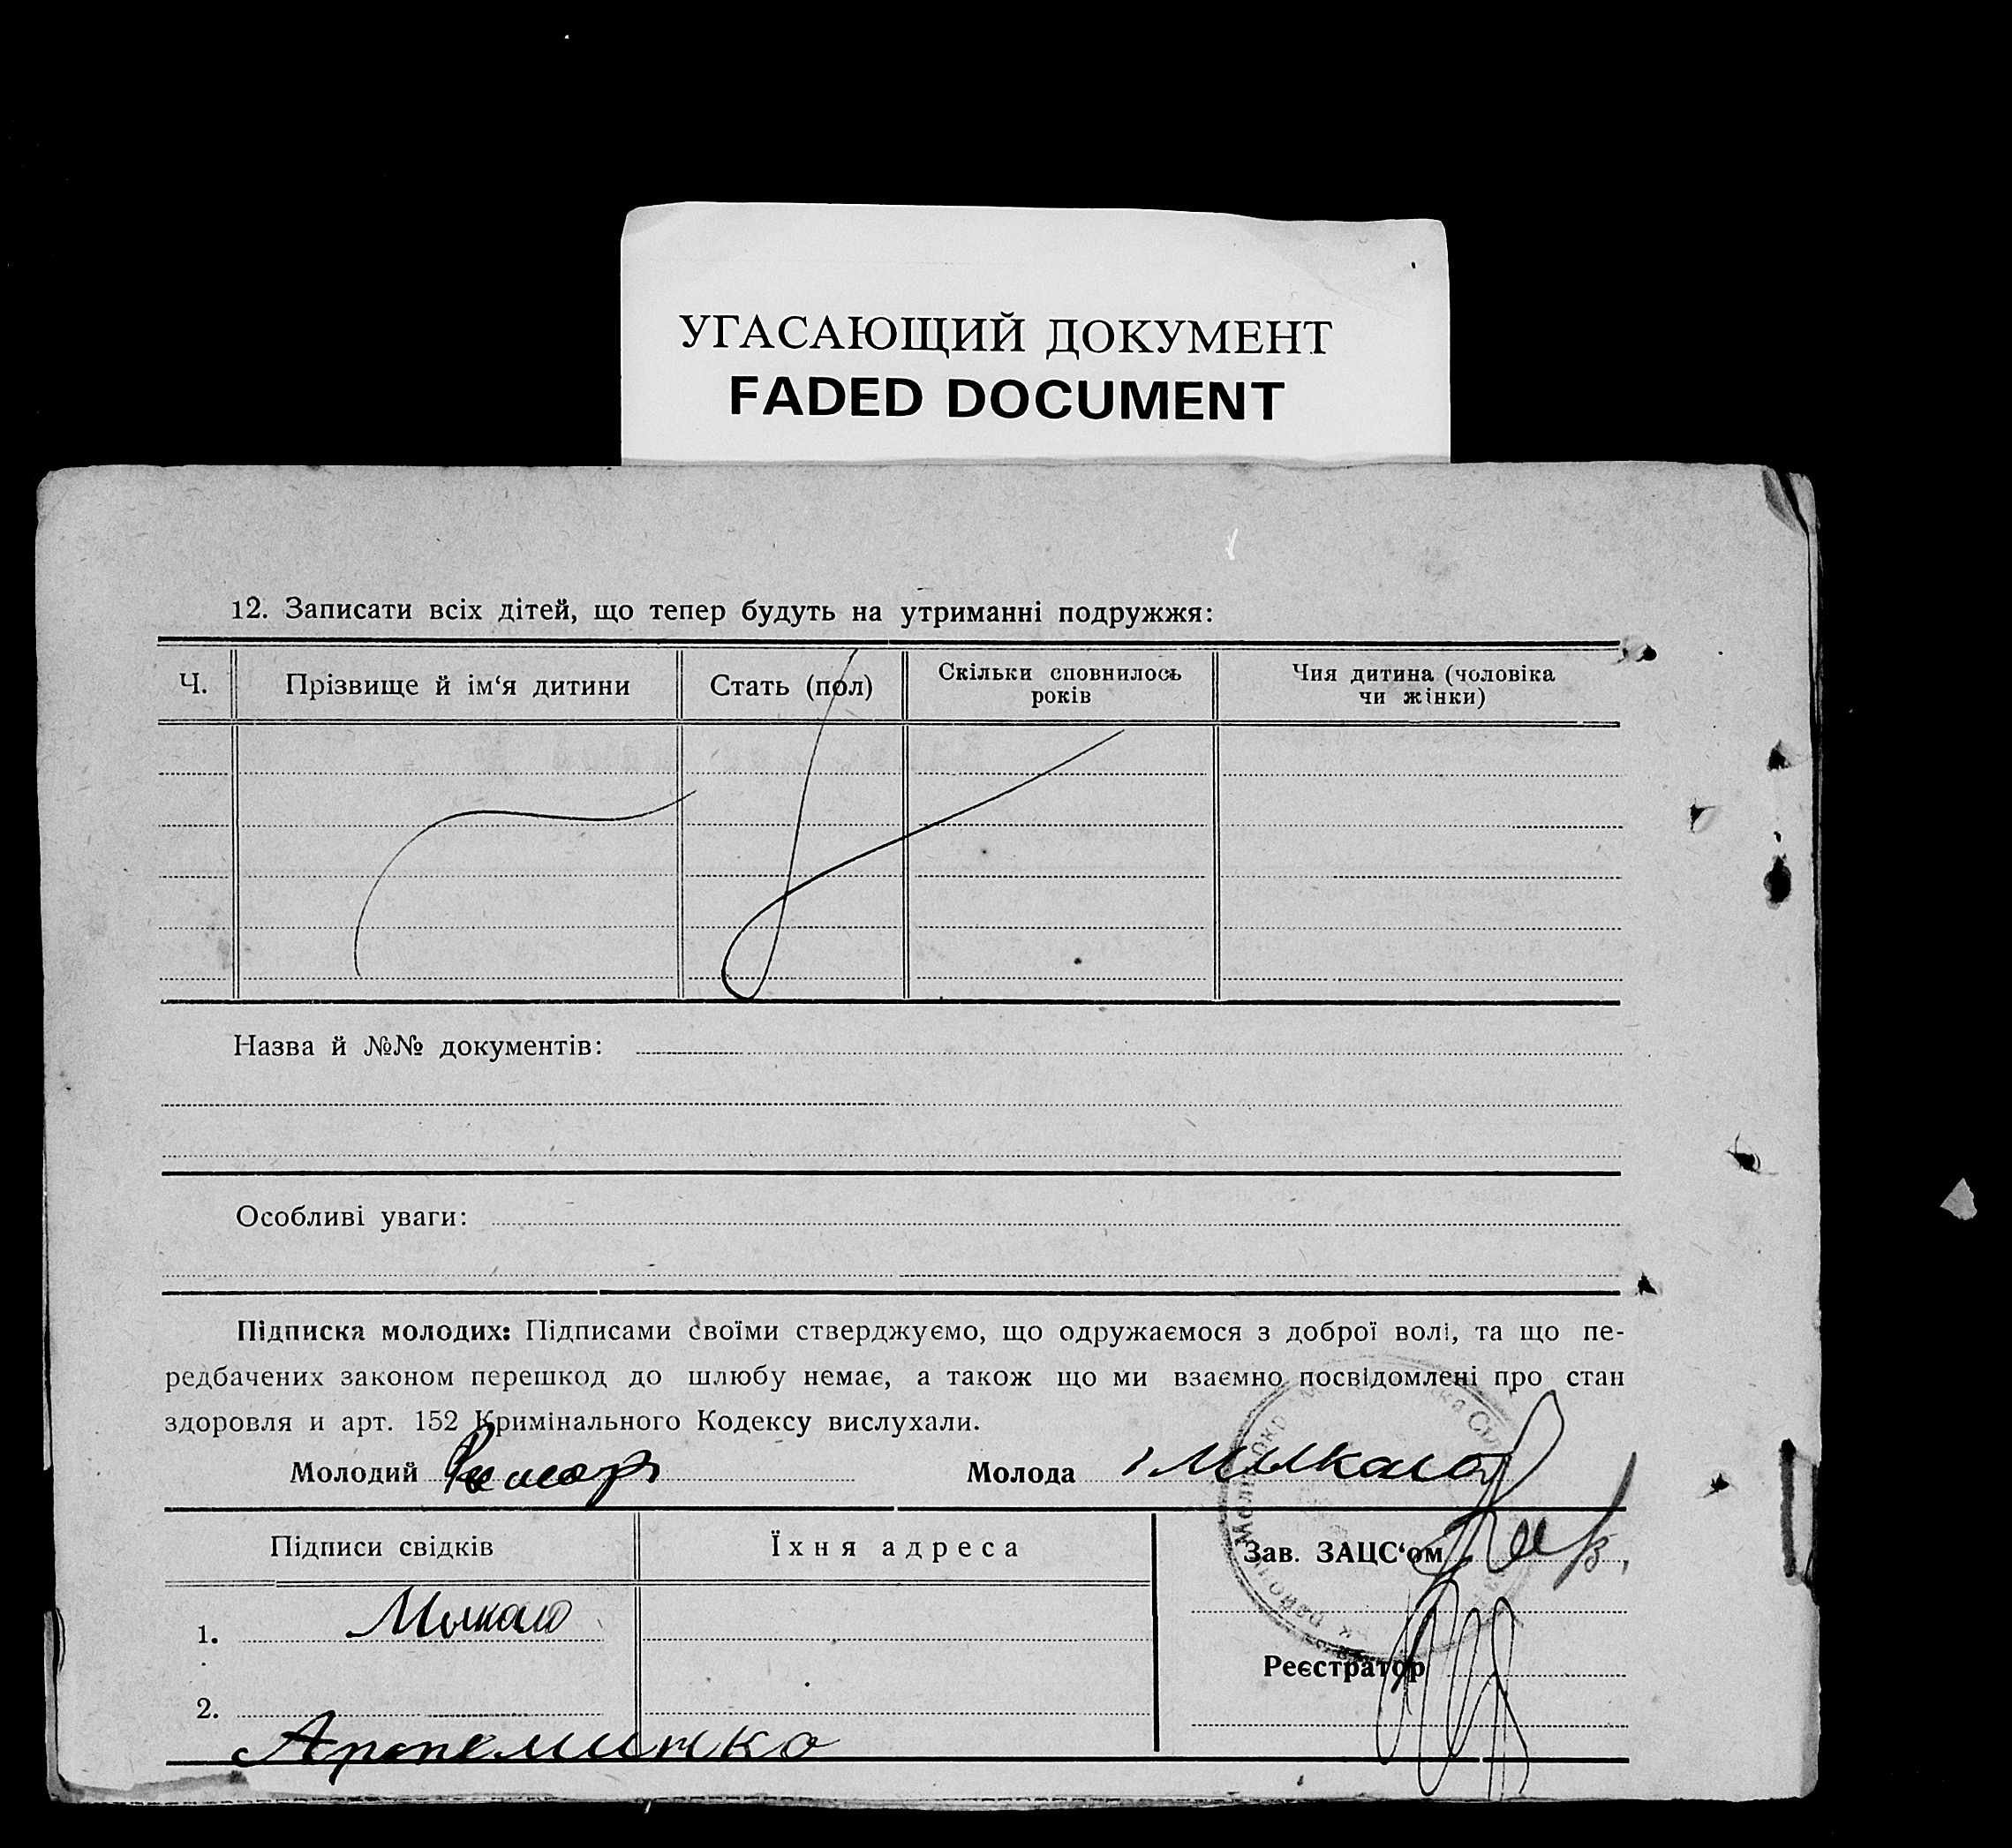 УГАСАЮЩИЙ ДОКУМЕНТ
FADED DOCUMENT
12. Записати всіх дітей, що тепер будуть на утриманні подружжя:
Ч. Прізвище й ім‘я дитини Стать (пол) Скільки сповнилось років Чия дитина (чоловіка чи жінки)
Назва й №№ документів:
Особливі уваги:
Підписка молодих: Підписами своїми стверджуємо, що одружаємося з доброї волі, та що пе-
редбачених законом перешкод до шлюбу немає, а також що ми взаємно посвідомлені про стан
здоровля и арт. 152 Кримінального Кодексу вислухали.
Молодий Молода
Підписи свідків Їхня адреса Зав. ЗАЦС‘ом
1.
Реєстратор
2.